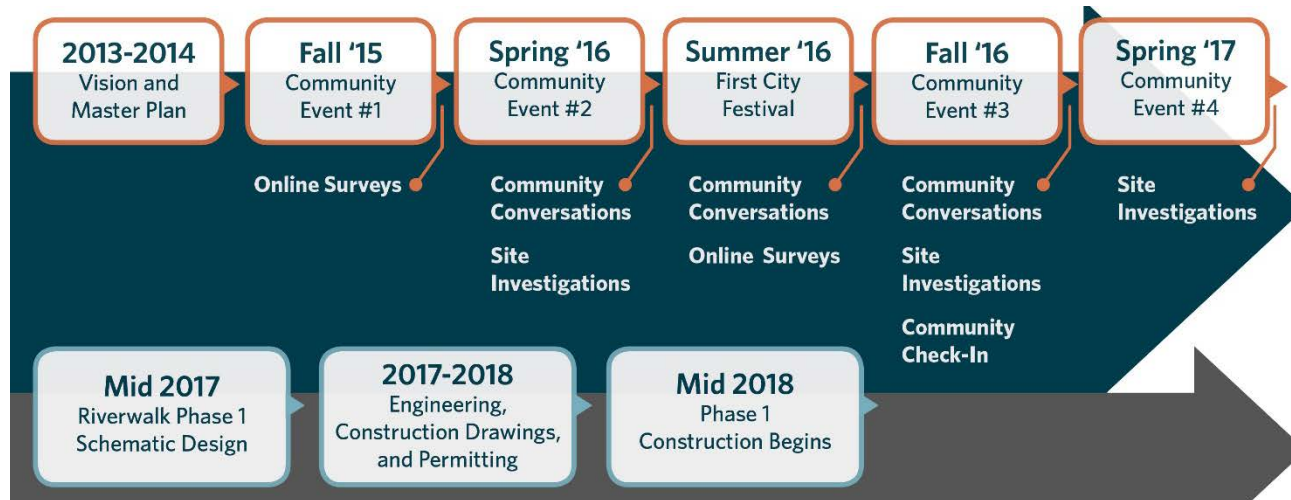 2013-2014
Vision and
Master Plan
Fall ‘15
Community
Event #1
Spring ‘16
Community
Event #2
Summer ‘16
First City
Festival
Fall ‘16
Community
Event #3
Spring ‘17
Community
Event #4
Online Surveys
Community
Conversations
Site
Investigations
Community
Conversations
Online Surveys
Community
Conversations
Site
Investigations
Community
Check-In
Site
Investigations
Mid 2017
Riverwalk Phase 1
Schematic Design
2017-2018
Engineering,
Construction Drawings,
and Permitting
Mid 2018
Phase 1
Construction Begins